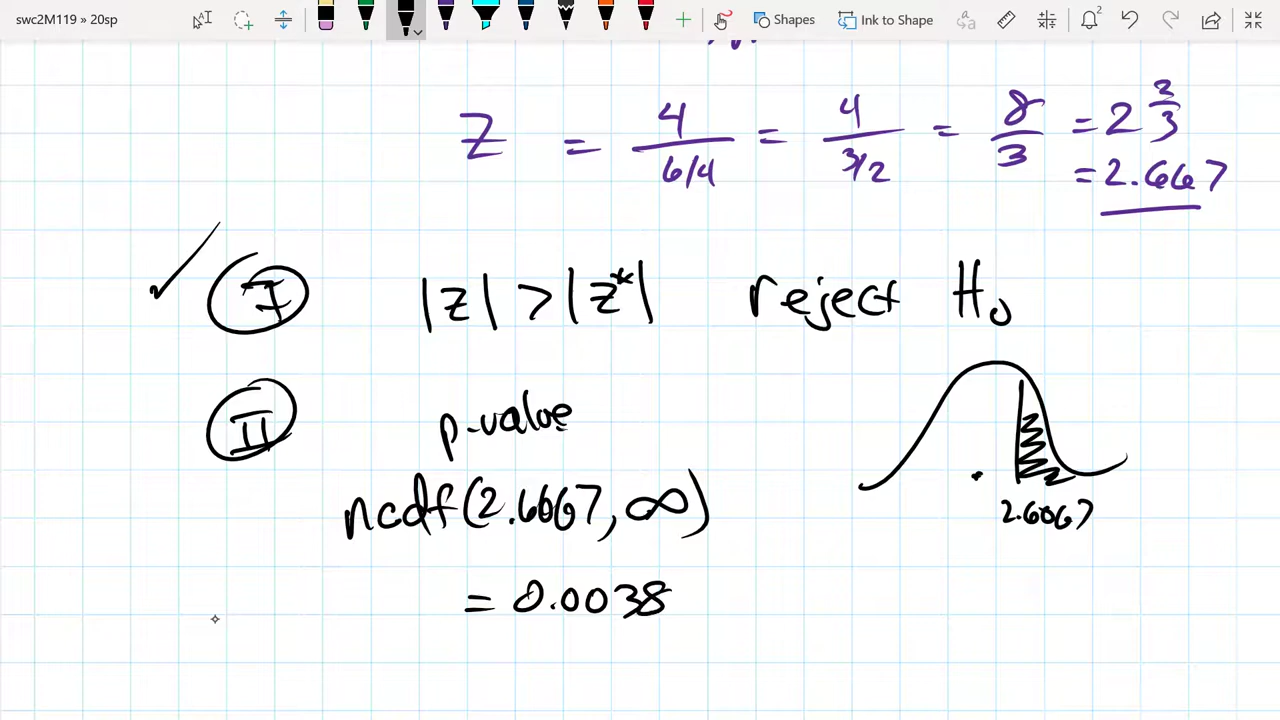 swc2M119 » 20sp
Shapes
Ink to Shape
2
Z = 4 / 6/4 = 4 / 3/2 = 8/3 = 2 2/3
= 2.667
✓ I |z| > |z*| reject H₀
II p-value
ncdf(2.6667, ∞)
2.6667
= 0.0038